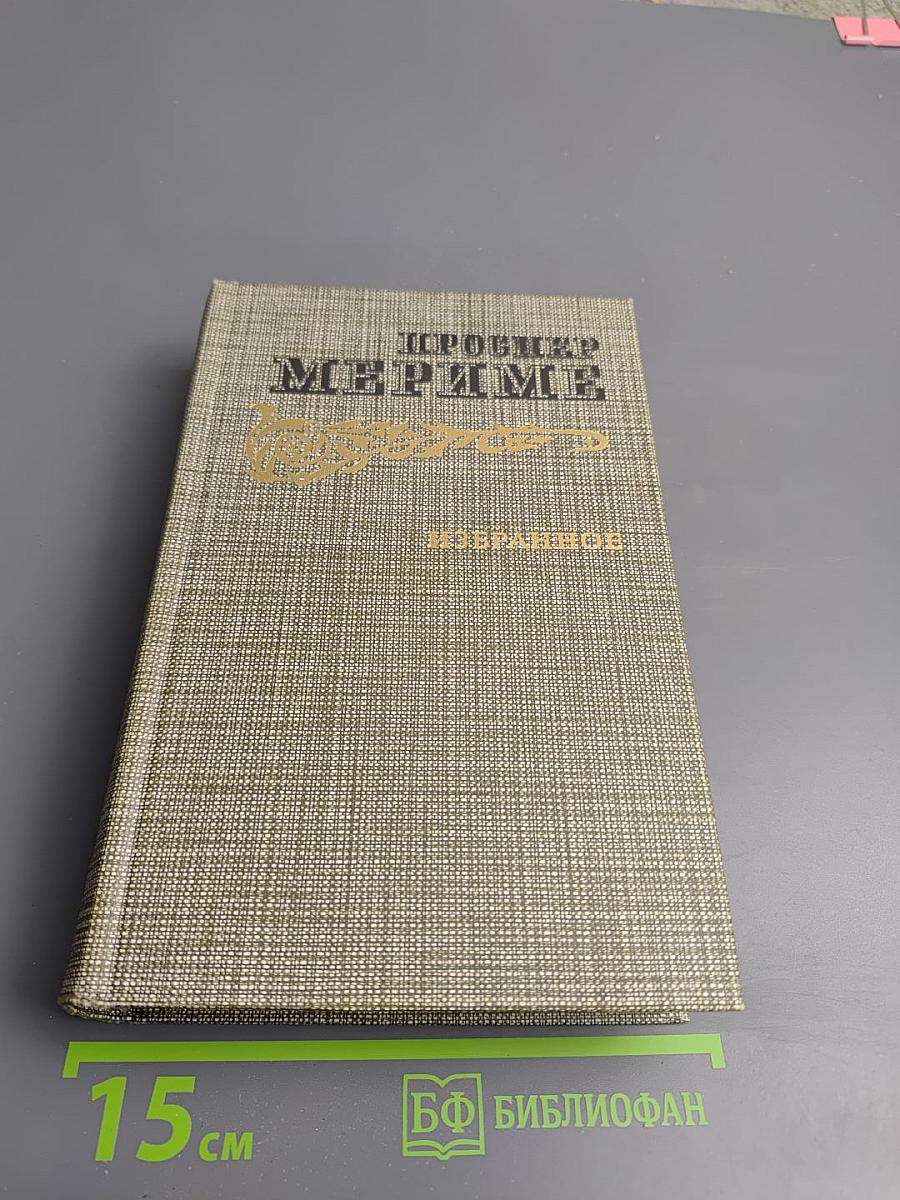 ПРОСПЕР
МЕРИМЕ
ИЗБРАННОЕ
15 см
БФ БИБЛИОФАН